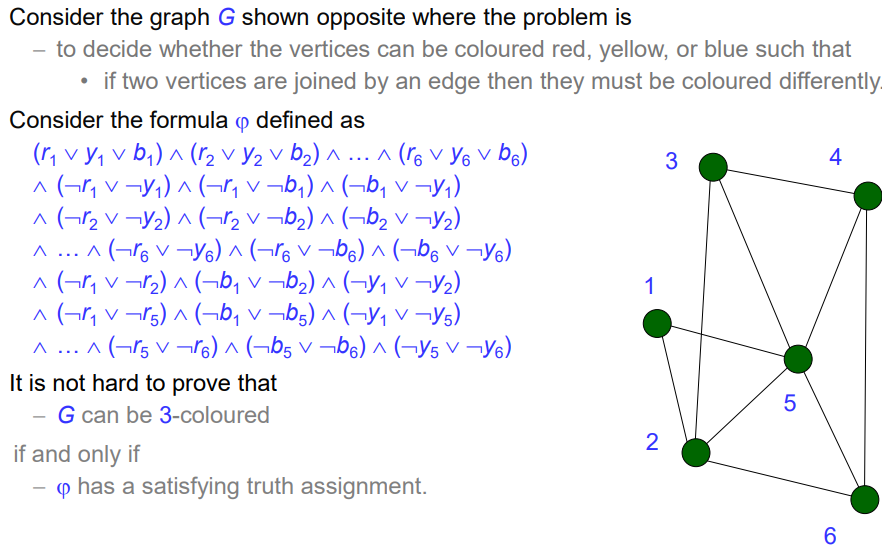 Consider the graph G shown opposite where the problem is
– to decide whether the vertices can be coloured red, yellow, or blue such that
• if two vertices are joined by an edge then they must be coloured differently.
Consider the formula φ defined as
(r₁ ∨ y₁ ∨ b₁) ∧ (r₂ ∨ y₂ ∨ b₂) ∧ … ∧ (r₆ ∨ y₆ ∨ b₆)
∧ (¬r₁ ∨ ¬y₁) ∧ (¬r₁ ∨ ¬b₁) ∧ (¬b₁ ∨ ¬y₁)
∧ (¬r₂ ∨ ¬y₂) ∧ (¬r₂ ∨ ¬b₂) ∧ (¬b₂ ∨ ¬y₂)
∧ … ∧ (¬r₆ ∨ ¬y₆) ∧ (¬r₆ ∨ ¬b₆) ∧ (¬b₆ ∨ ¬y₆)
∧ (¬r₁ ∨ ¬r₂) ∧ (¬b₁ ∨ ¬b₂) ∧ (¬y₁ ∨ ¬y₂)
∧ (¬r₁ ∨ ¬r₅) ∧ (¬b₁ ∨ ¬b₅) ∧ (¬y₁ ∨ ¬y₅)
∧ … ∧ (¬r₅ ∨ ¬r₆) ∧ (¬b₅ ∨ ¬b₆) ∧ (¬y₅ ∨ ¬y₆)
It is not hard to prove that
– G can be 3-coloured
if and only if
– φ has a satisfying truth assignment.
3
4
1
5
2
6